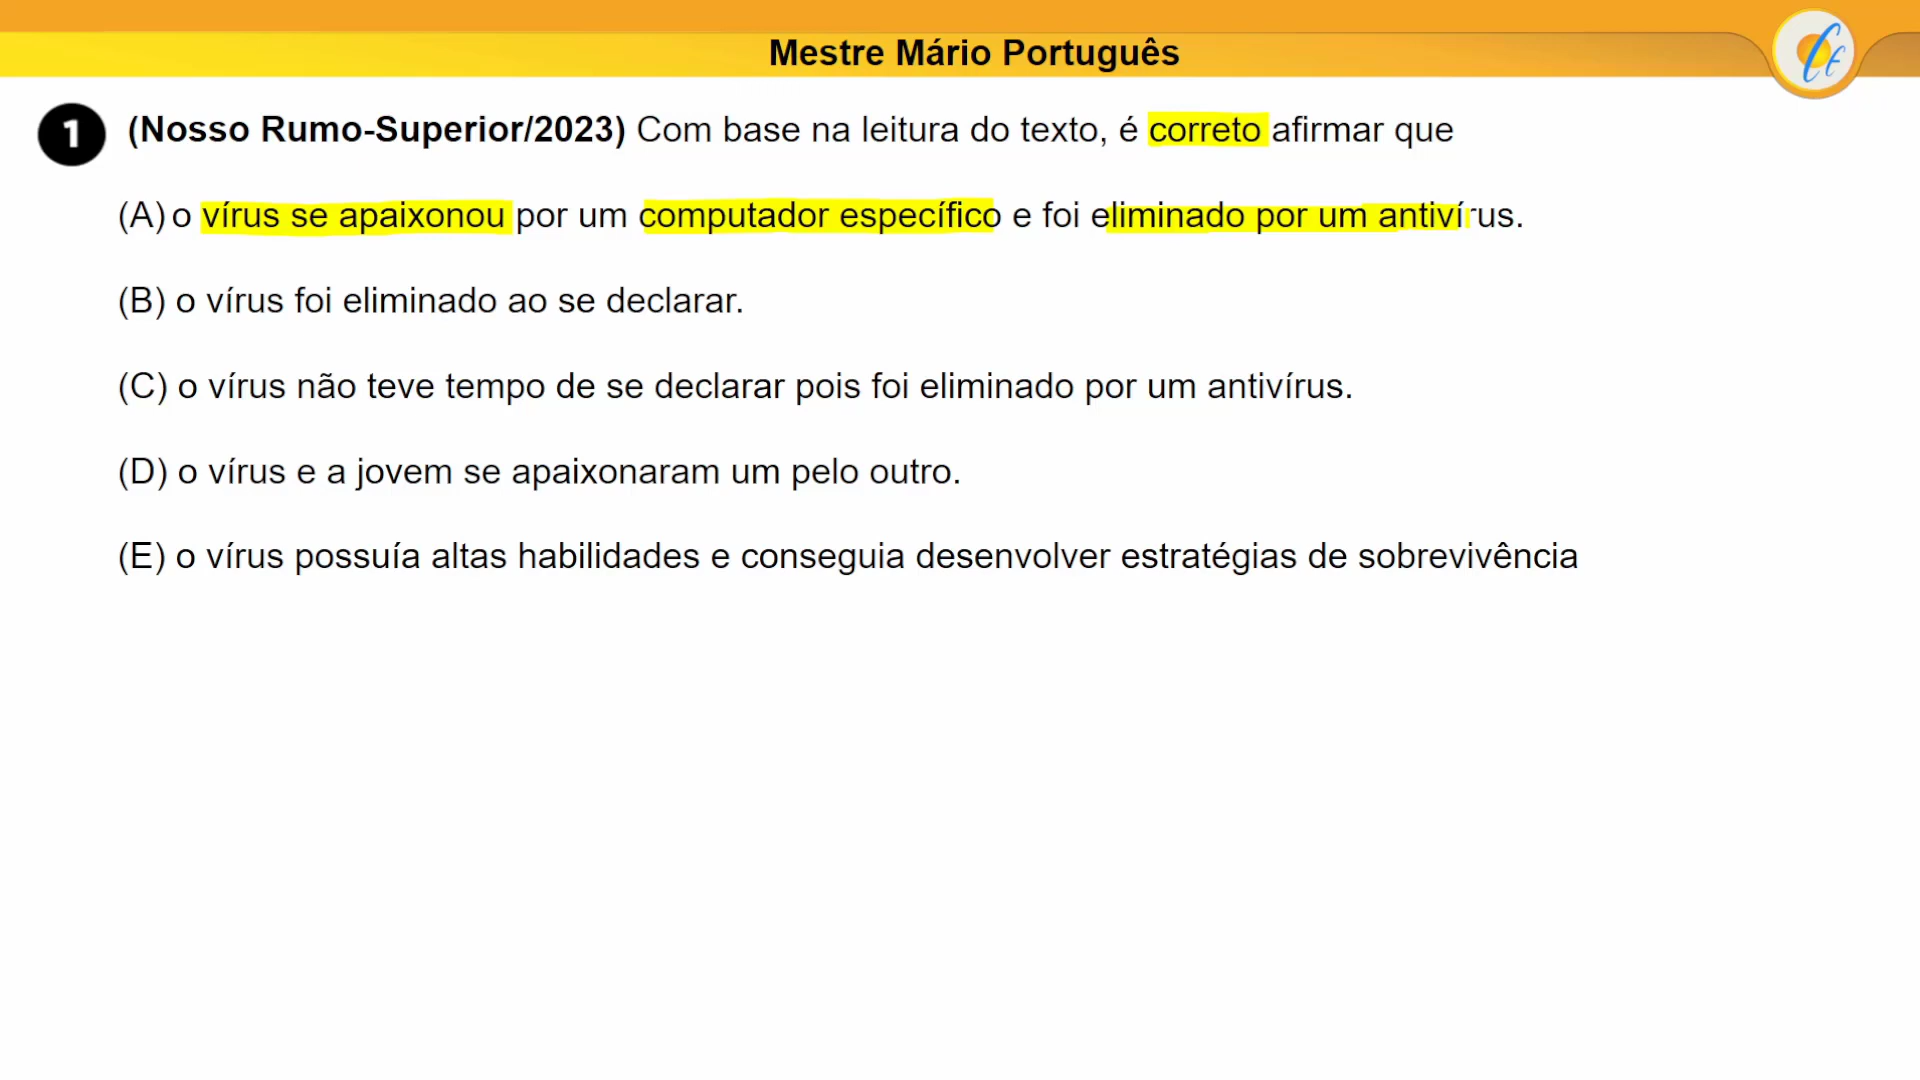 Mestre Mário Português
1 (Nosso Rumo-Superior/2023) Com base na leitura do texto, é correto afirmar que
(A) o vírus se apaixonou por um computador específico e foi eliminado por um antivírus.
(B) o vírus foi eliminado ao se declarar.
(C) o vírus não teve tempo de se declarar pois foi eliminado por um antivírus.
(D) o vírus e a jovem se apaixonaram um pelo outro.
(E) o vírus possuía altas habilidades e conseguia desenvolver estratégias de sobrevivência